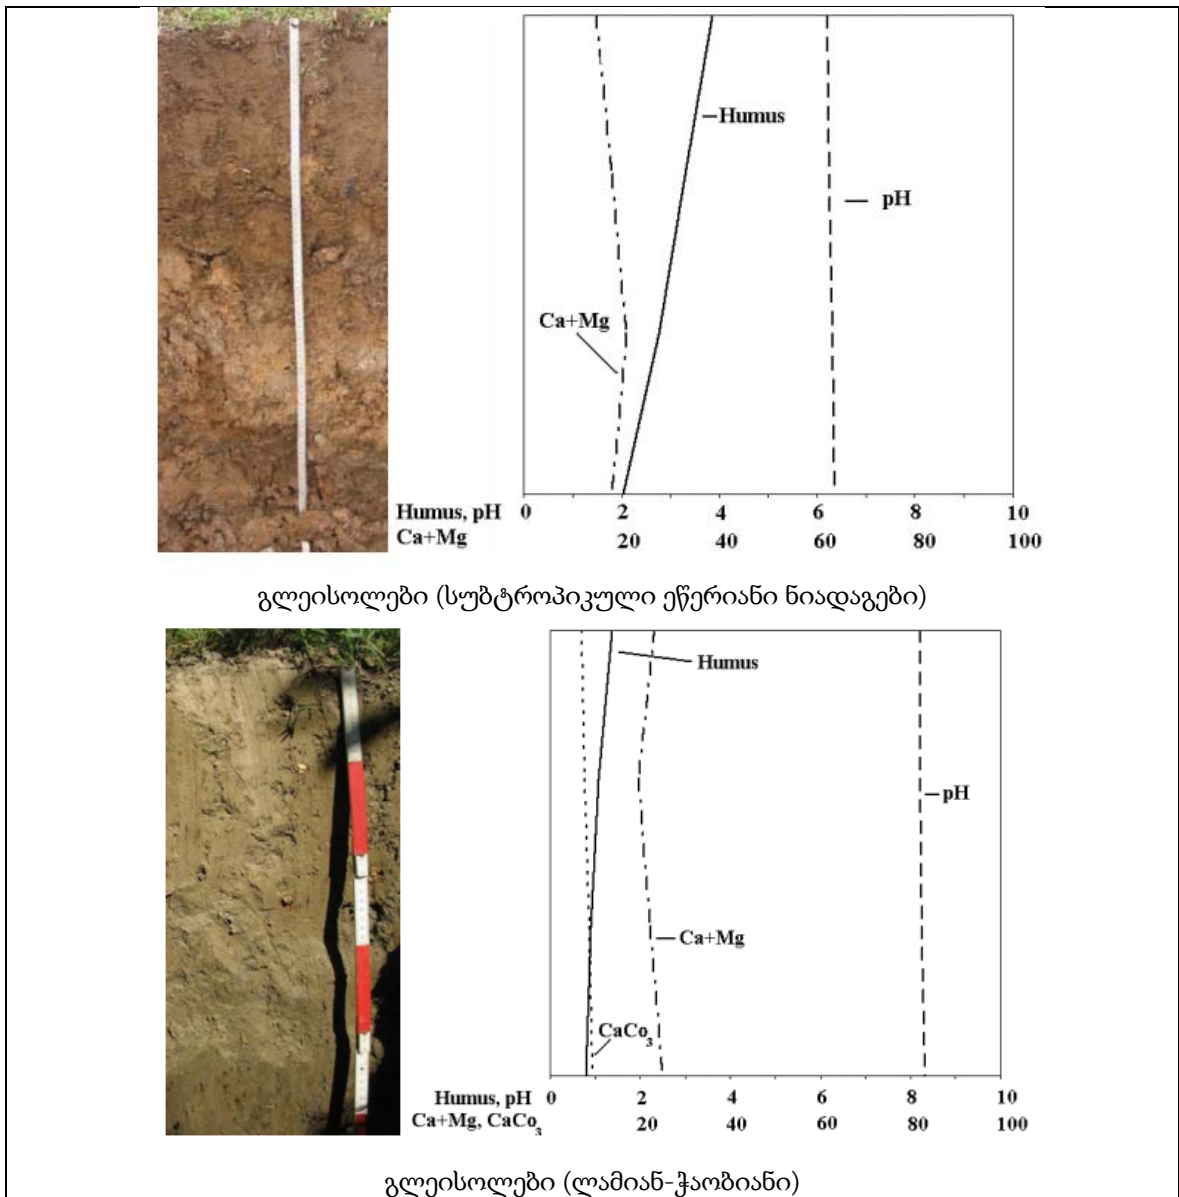 Humus
pH
Ca+Mg
Humus, pH 0 2 4 6 8 10
Ca+Mg 20 40 60 80 100
გლეისოლები (სუბტროპიკული ეწერიანი ნიადაგები)
Humus
pH
Ca+Mg
CaCo3
Humus, pH 0 2 4 6 8 10
Ca+Mg, CaCo3 20 40 60 80 100
გლეისოლები (ლამიან-ჭაობიანი)